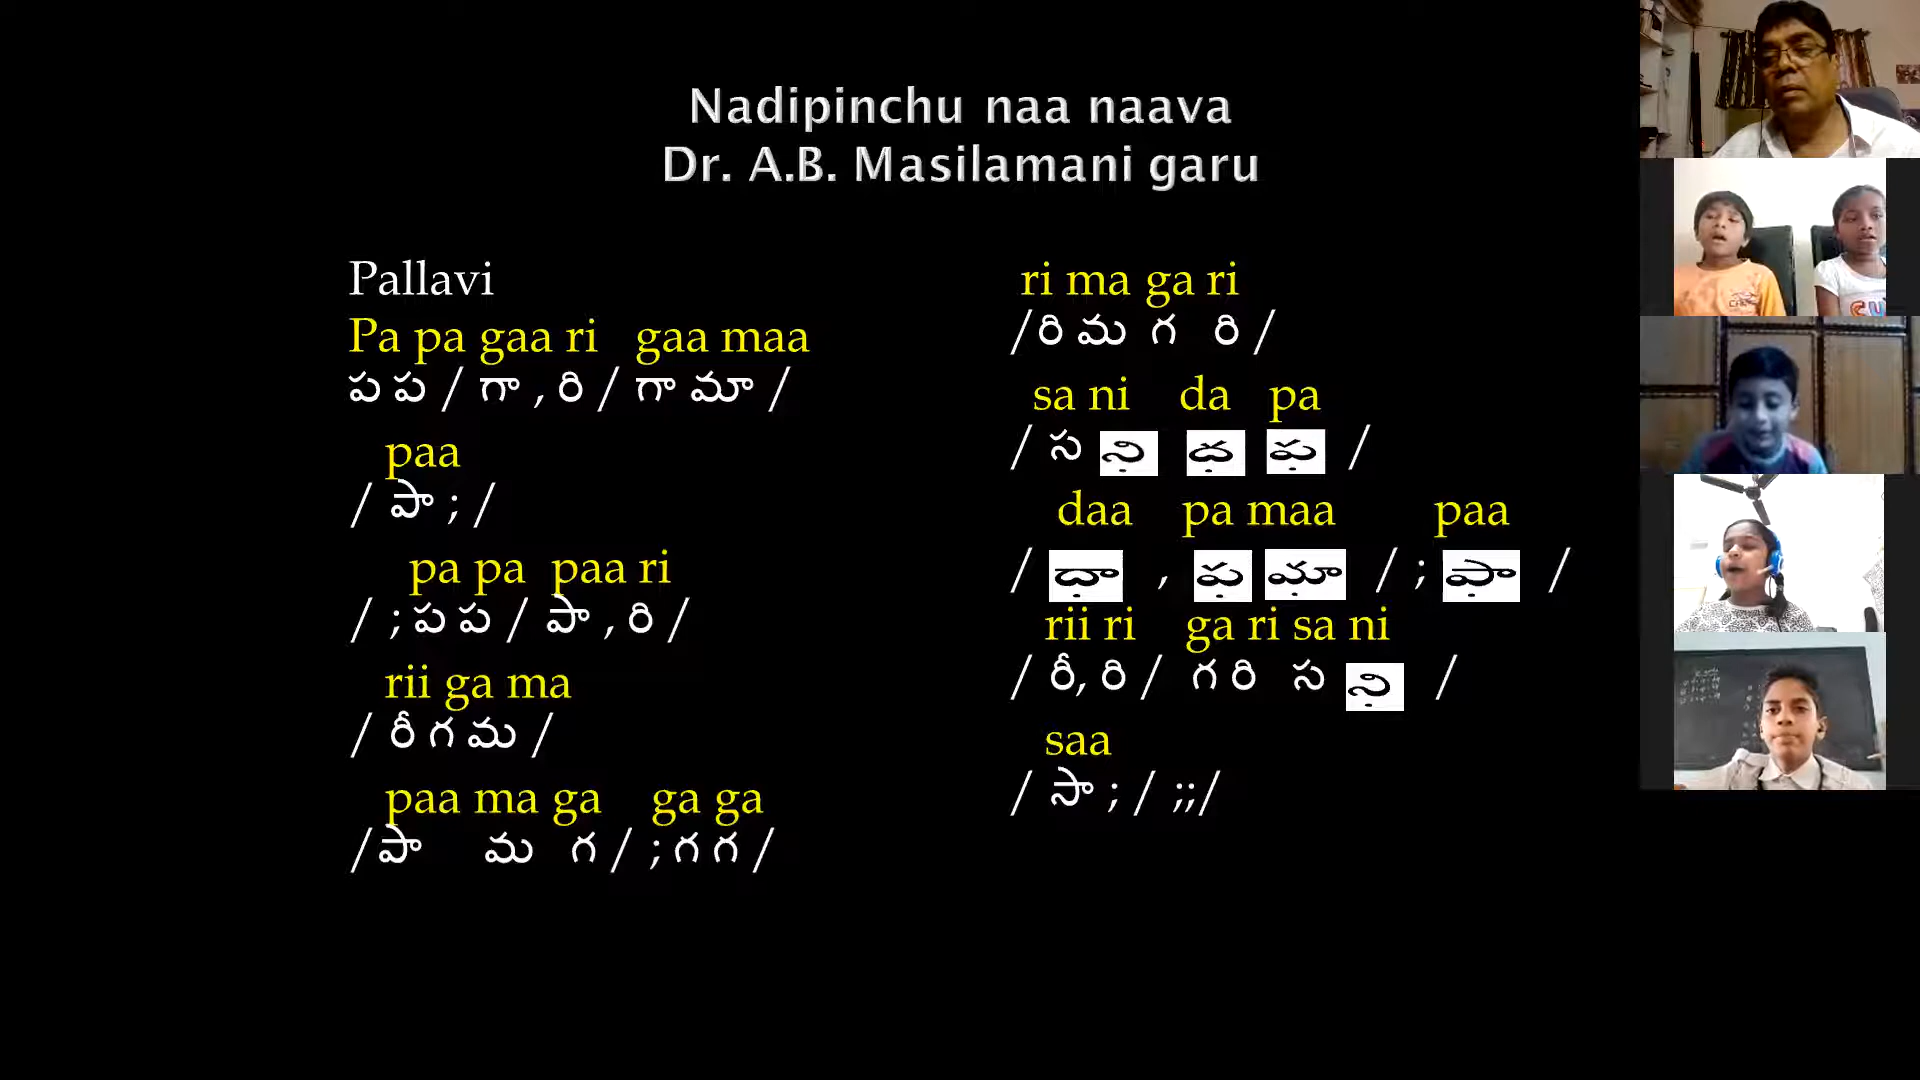 Nadipinchu naa naava
Dr. A.B. Masilamani garu
Pallavi
Pa pa gaa ri gaa maa
ప ప / గా , రి / గా మా /
paa
/ పా ; /
pa pa paa ri
/ ; ప ప / పా , రి /
rii ga ma
/ రీ గ మ /
paa ma ga ga ga
/ పా మ గ / ; గ గ /
ri ma ga ri
/ రి మ గ రి /
sa ni da pa
/ స ని ద ప /
daa pa maa paa
/ దా , ప మా / ; పా /
rii ri ga ri sa ni
/ రీ, రి / గ రి స ని /
saa
/ సా ; / ;;/